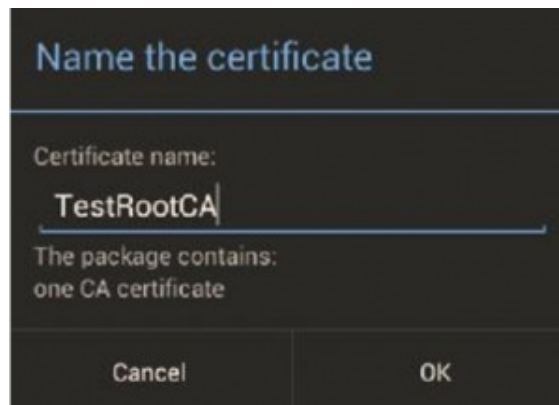 Name the certificate
Certificate name:
TestRootCA
The package contains:
one CA certificate
Cancel
OK